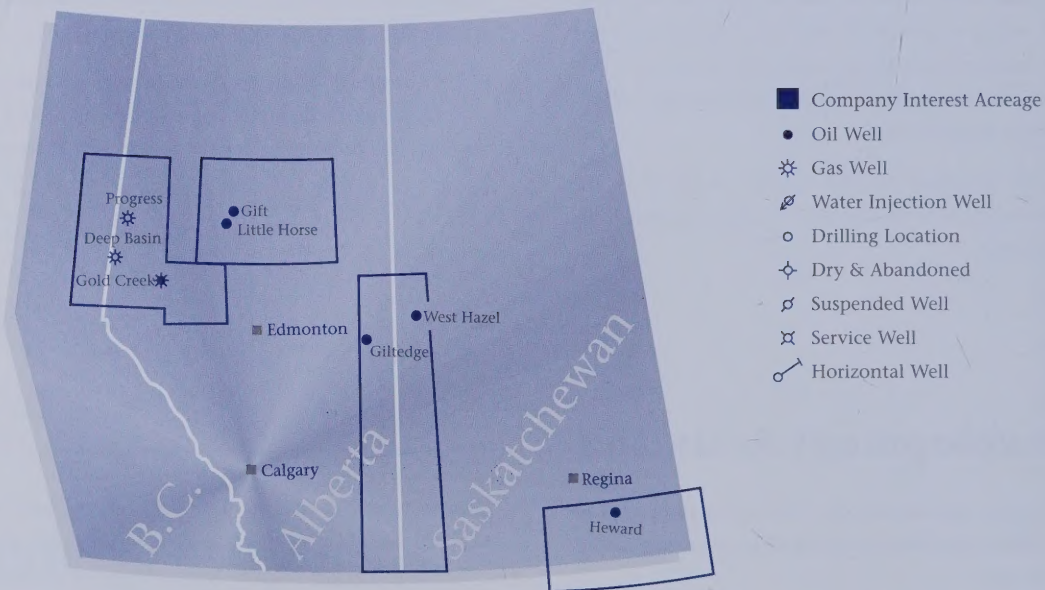 Progress
Deep Basin
Gold Creek
Gift
Little Horse
Edmonton
West Hazel
Giltedge
Calgary
B.C.
Alberta
Saskatchewan
Regina
Heward
Company Interest Acreage
Oil Well
Gas Well
Water Injection Well
Drilling Location
Dry & Abandoned
Suspended Well
Service Well
Horizontal Well